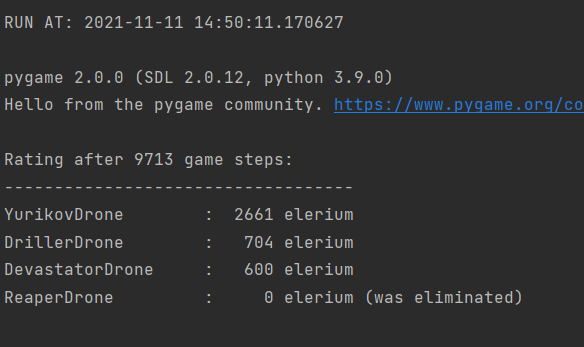 RUN AT: 2021-11-11 14:50:11.170627
pygame 2.0.0 (SDL 2.0.12, python 3.9.0)
Hello from the pygame community. https://www.pygame.org/co
Rating after 9713 game steps:
-----------------------------------
YurikovDrone        :  2661 elerium
DrillerDrone        :   704 elerium
DevastatorDrone     :   600 elerium
ReaperDrone         :     0 elerium (was eliminated)